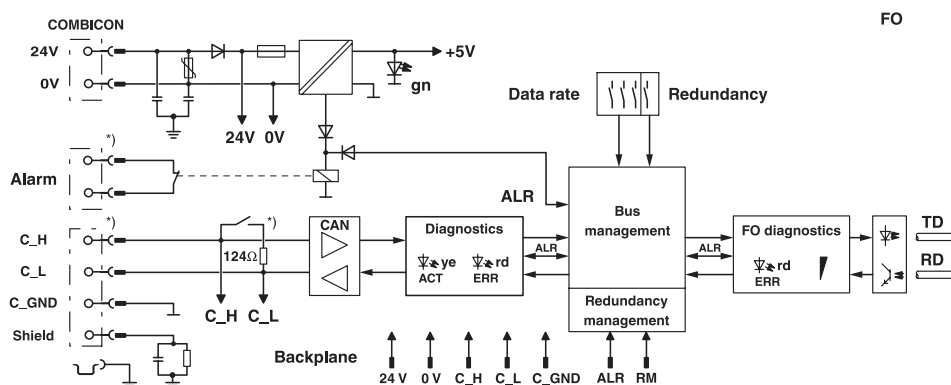 COMBICON
FO
24V
+5V
0V
gn
Data rate
Redundancy
24V
0V
*)
Alarm
ALR
*)
*)
C_H
CAN
Diagnostics
Bus
management
FO diagnostics
TD
124Ω
ye
rd
ALR
ALR
rd
RD
C_L
ACT
ERR
ERR
C_GND
C_H
C_L
Redundancy
management
Shield
Backplane
24 V
0 V
C_H
C_L
C_GND
ALR
RM